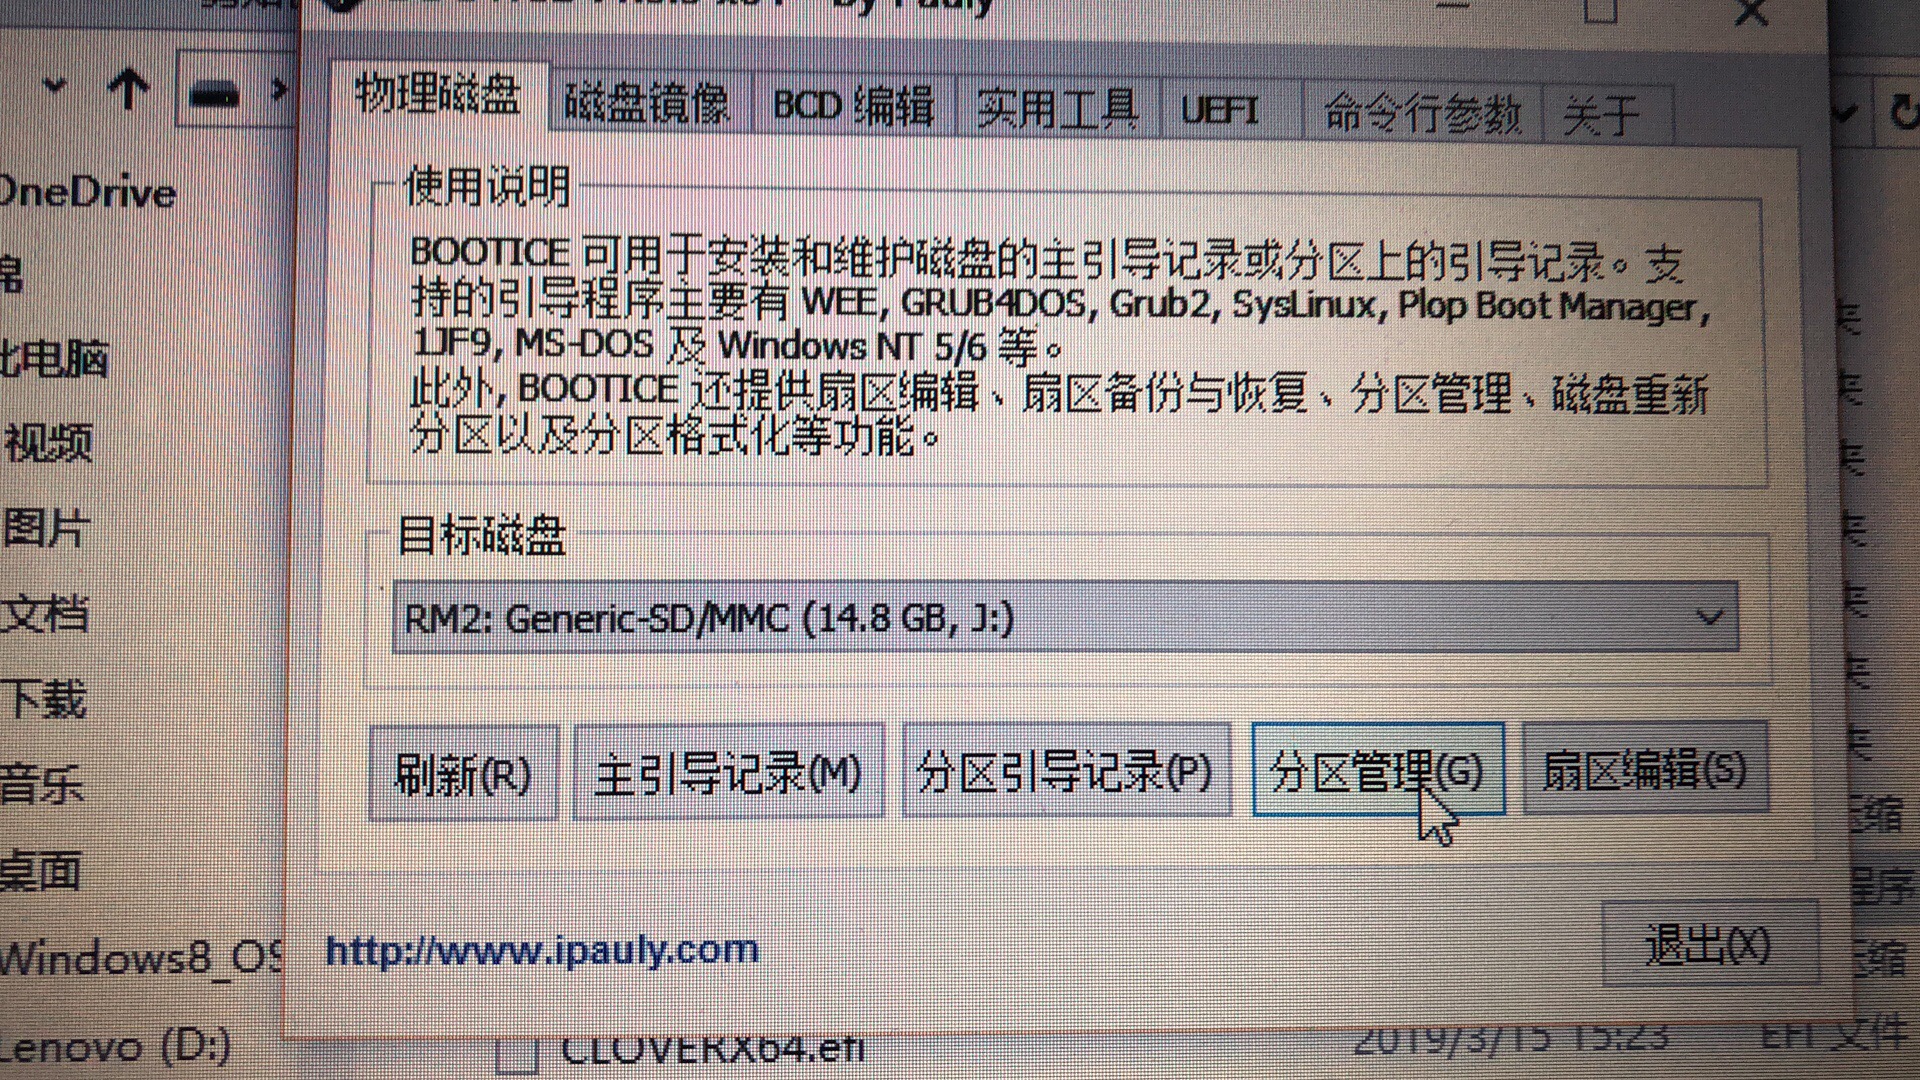 by Pauly
物理磁盘
磁盘镜像
BCD 编辑
实用工具
UEFI
命令行参数
关于
OneDrive
电脑
视频
图片
文档
下载
音乐
桌面
Windows8_OS
Lenovo (D:)
使用说明
BOOTICE 可用于安装和维护磁盘的主引导记录或分区上的引导记录。支
持的引导程序主要有 WEE, GRUB4DOS, Grub2, SysLinux, Plop Boot Manager,
1JF9, MS-DOS 及 Windows NT 5/6 等。
此外, BOOTICE 还提供扇区编辑、扇区备份与恢复、分区管理、磁盘重新
分区以及分区格式化等功能。
目标磁盘
RM2: Generic-SD/MMC (14.8 GB, J:)
刷新(R)
主引导记录(M)
分区引导记录(P)
分区管理(G)
扇区编辑(S)
http://www.ipauly.com
退出(X)
缩
程序
缩
CLOVERX64.efi
2019/3/15 15:23
EFI 文件